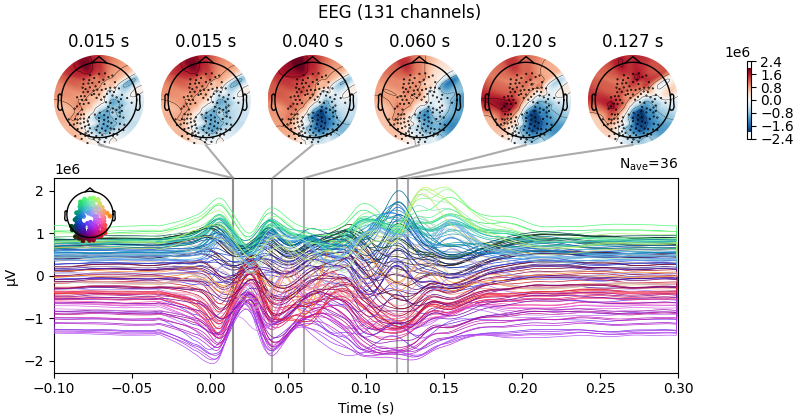 EEG (131 channels)
0.015 s 0.015 s 0.040 s 0.060 s 0.120 s 0.127 s
1e6
2.4
1.6
0.8
0.0
−0.8
−1.6
−2.4
Nave=36
1e6
2
1
0
−1
−2
µV
−0.10 −0.05 0.00 0.05 0.10 0.15 0.20 0.25 0.30
Time (s)